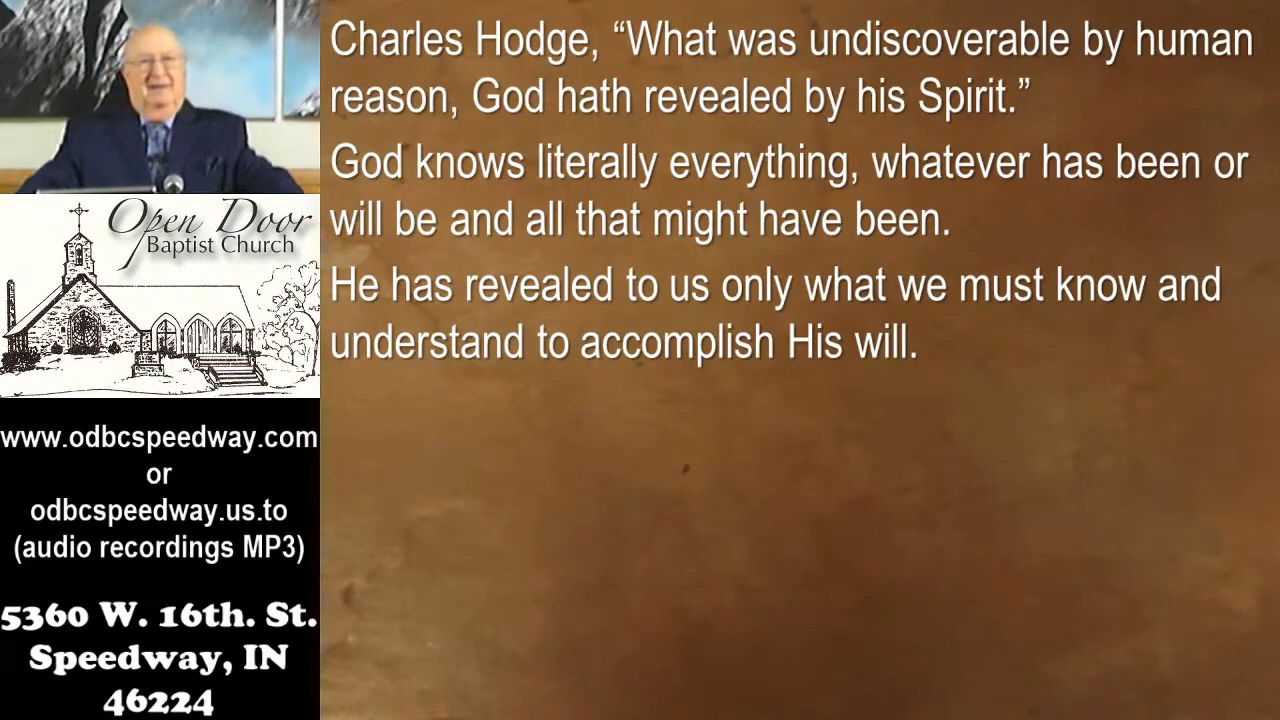 Charles Hodge, “What was undiscoverable by human
reason, God hath revealed by his Spirit.”
God knows literally everything, whatever has been or
will be and all that might have been.
He has revealed to us only what we must know and
understand to accomplish His will.
Open Door
Baptist Church
www.odbcspeedway.com
or
odbcspeedway.us.to
(audio recordings MP3)
5360 W. 16th. St.
Speedway, IN
46224